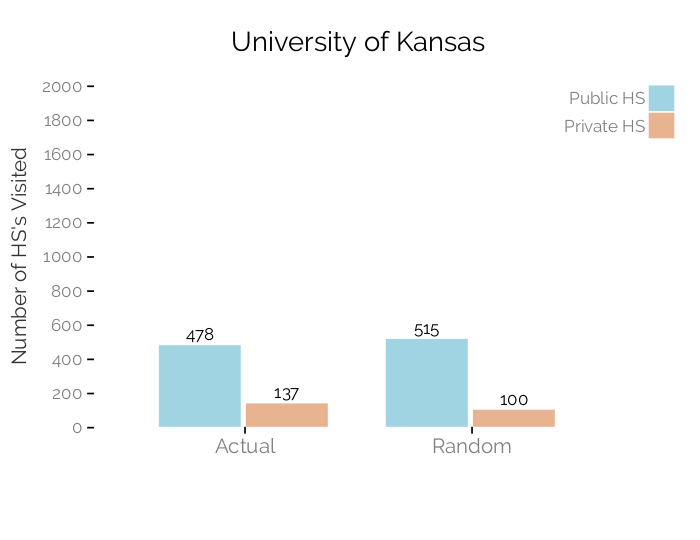 University of Kansas
Public HS
Private HS
Number of HS's Visited
2000
1800
1600
1400
1200
1000
800
600
400
200
0
478
137
515
100
Actual
Random